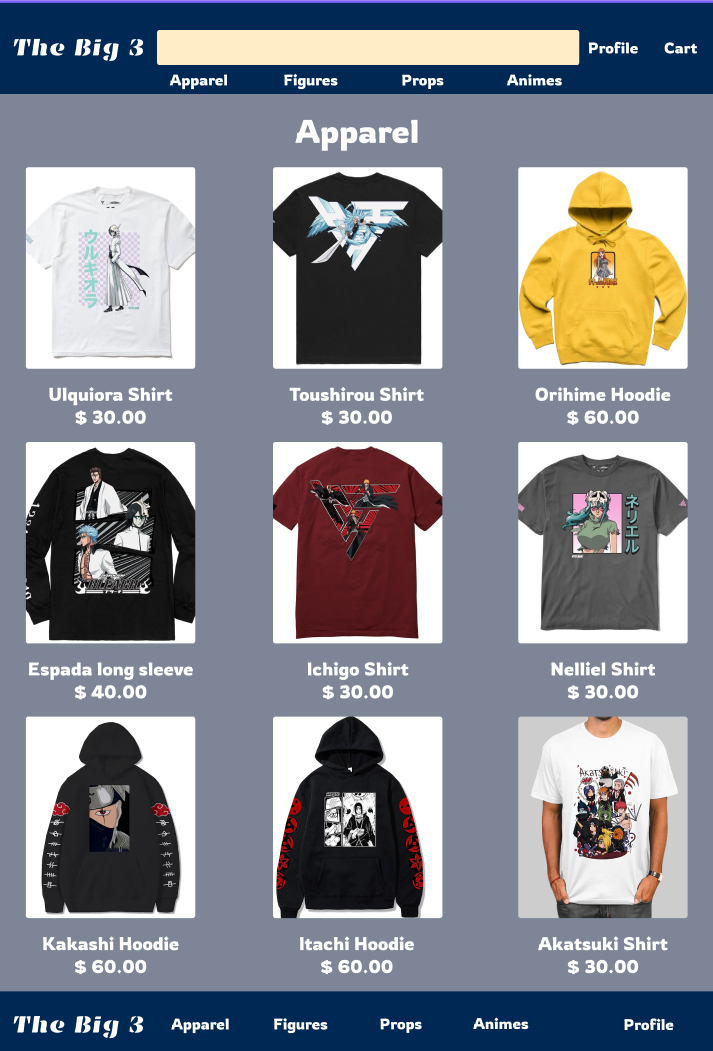 The Big 3
Profile
Cart
Apparel
Figures
Props
Animes
Apparel
ウルキオラ
Ulquiora Shirt
$ 30.00
Toushirou Shirt
$ 30.00
Orihime Hoodie
$ 60.00
ネリエル
Espada long sleeve
$ 40.00
Ichigo Shirt
$ 30.00
Nelliel Shirt
$ 30.00
Akatsuki
Kakashi Hoodie
$ 60.00
Itachi Hoodie
$ 60.00
Akatsuki Shirt
$ 30.00
The Big 3
Apparel
Figures
Props
Animes
Profile